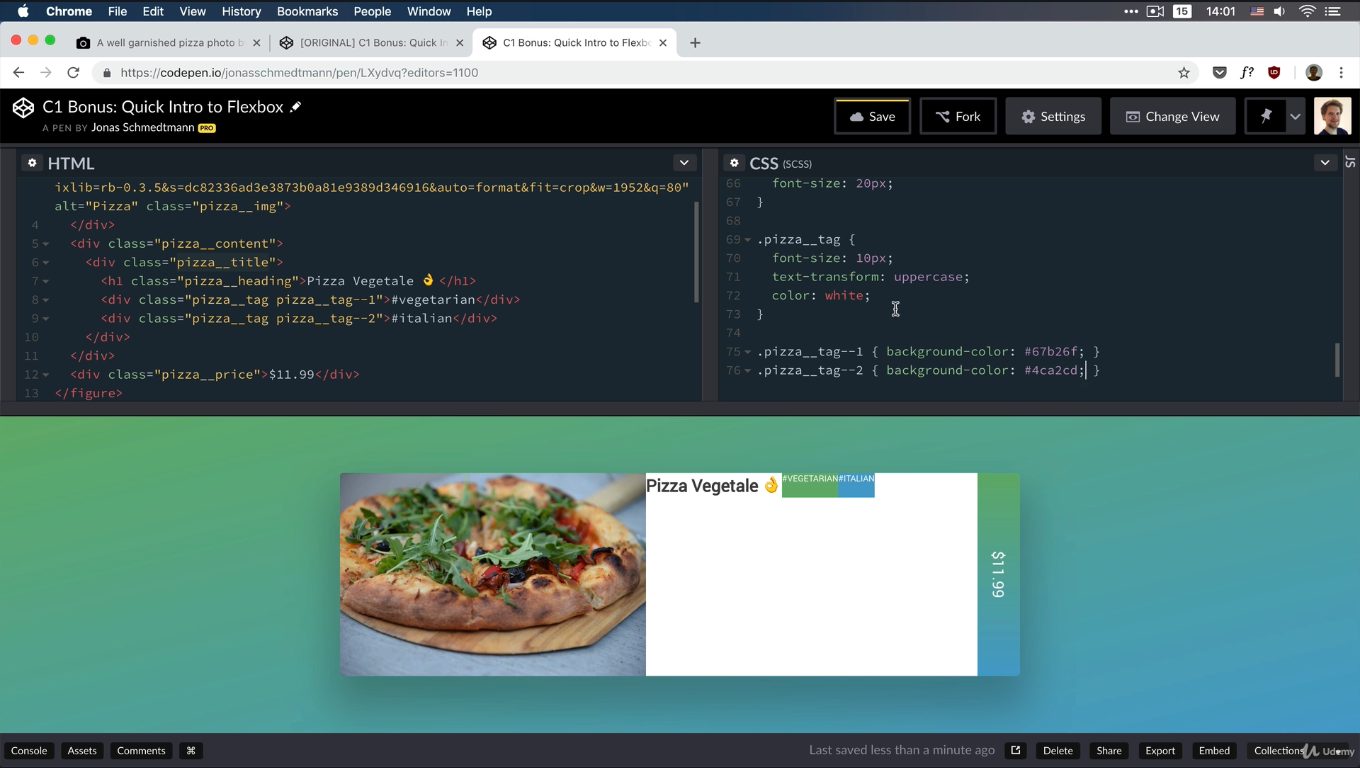 Chrome File Edit View History Bookmarks People Window Help
15 14:01
A well garnished pizza photo b
[ORIGINAL] C1 Bonus: Quick In
C1 Bonus: Quick Intro to Flexbo
https://codepen.io/jonasschmedtmann/pen/LXydvq?editors=1100
f?
C1 Bonus: Quick Intro to Flexbox
A PEN BY Jonas Schmedtmann PRO
Save Fork Settings Change View
HTML
ixlib=rb-0.3.5&s=dc82336ad3e3873b0a81e9389d346916&auto=format&fit=crop&w=1952&q=80"
alt="Pizza" class="pizza__img">
4 </div>
5 <div class="pizza__content">
6 <div class="pizza__title">
7 <h1 class="pizza__heading">Pizza Vegetale 👌</h1>
8 <div class="pizza__tag pizza__tag--1">#vegetarian</div>
9 <div class="pizza__tag pizza__tag--2">#italian</div>
10 </div>
11 </div>
12 <div class="pizza__price">$11.99</div>
13 </figure>
CSS (SCSS)
66 font-size: 20px;
67 }
68
69 .pizza__tag {
70 font-size: 10px;
71 text-transform: uppercase;
72 color: white;
73 }
74
75 .pizza__tag--1 { background-color: #67b26f; }
76 .pizza__tag--2 { background-color: #4ca2cd; }
JS
Pizza Vegetale 👌 #VEGETARIAN #ITALIAN
$11.99
Console Assets Comments ⌘
Last saved less than a minute ago
Delete Share Export Embed Collections
Udemy